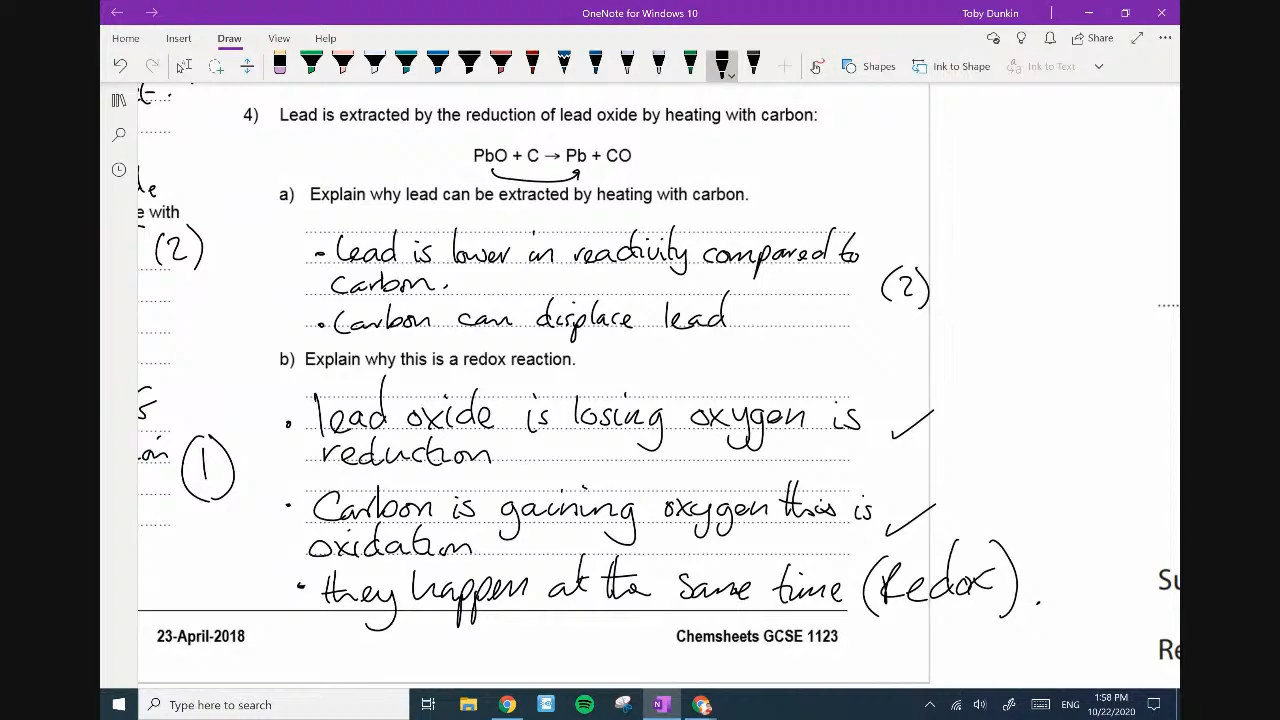 OneNote for Windows 10
Toby Dunkin
Home Insert Draw View Help
Share
Shapes Ink to Shape Ink to Text
4) Lead is extracted by the reduction of lead oxide by heating with carbon:
PbO + C → Pb + CO
a) Explain why lead can be extracted by heating with carbon.
e with
(2)
• Lead is lower in reactivity compared to
carbon.
(2)
• Carbon can displace lead
b) Explain why this is a redox reaction.
• lead oxide is losing oxygen is
reduction
1
• Carbon is gaining oxygen this is
oxidation
• they happen at the same time (Redox).
23-April-2018
Chemsheets GCSE 1123
Su
Re
Type here to search
ENG
1:58 PM
10/22/2020